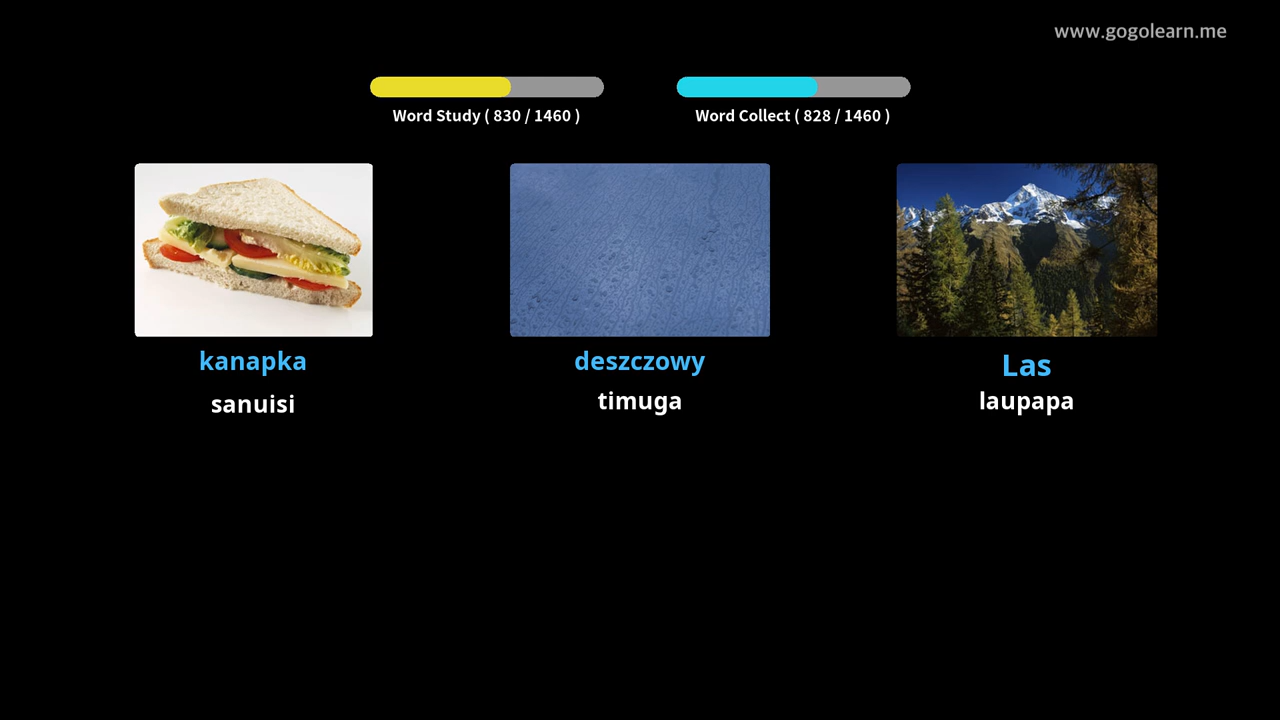 www.gogolearn.me
Word Study ( 830 / 1460 )
Word Collect ( 828 / 1460 )
kanapka
sanuisi
deszczowy
timuga
Las
laupapa